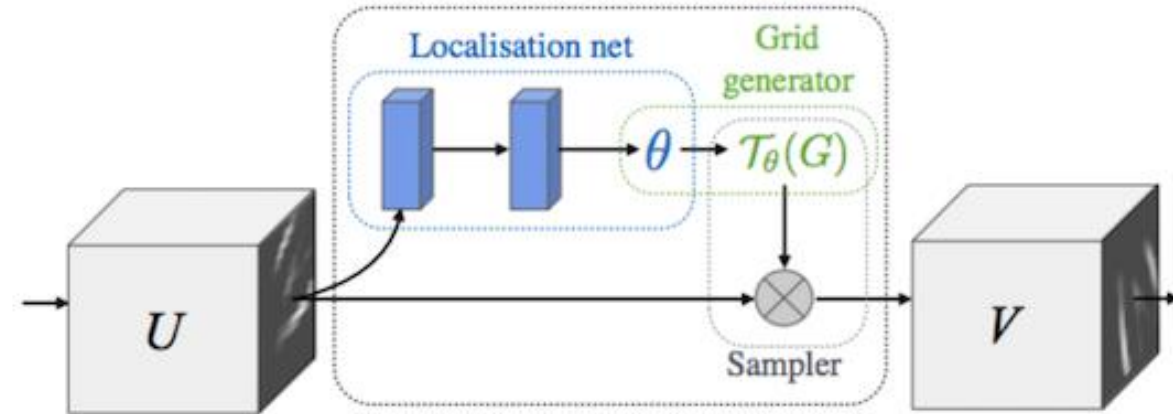 Localisation net
Grid
generator
θ
𝒯θ(G)
U
V
Sampler